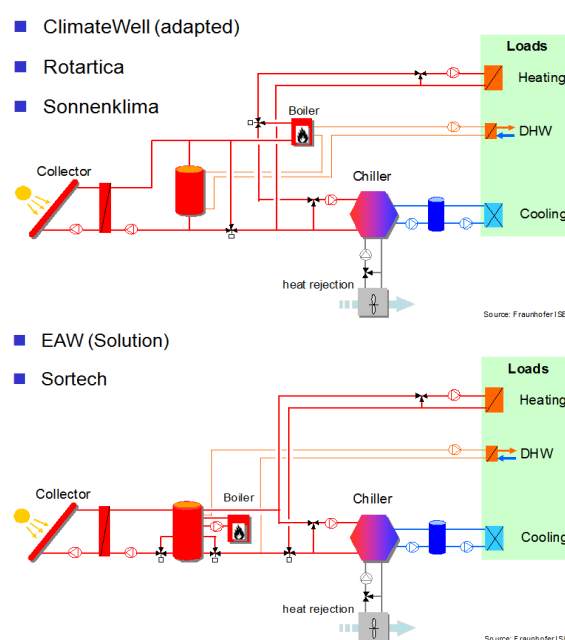 ClimateWell (adapted)
Rotartica
Sonnenklima
Loads
Heating
Boiler
DHW
Collector
Chiller
Cooling
heat rejection
Source: Fraunhofer ISE
EAW (Solution)
Sortech
Loads
Heating
DHW
Collector
Boiler
Chiller
Cooling
heat rejection
Source: Fraunhofer ISE